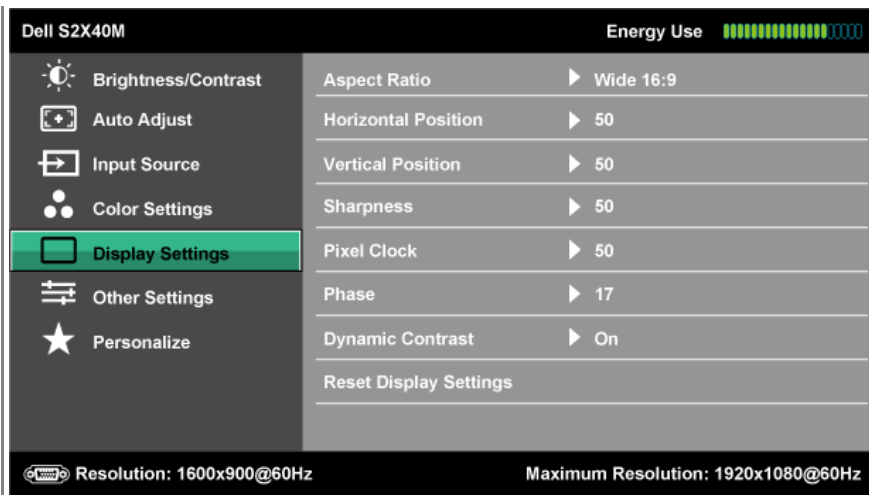 Dell S2X40M Energy Use
Brightness/Contrast
Auto Adjust
Input Source
Color Settings
Display Settings
Other Settings
Personalize
Aspect Ratio Wide 16:9
Horizontal Position 50
Vertical Position 50
Sharpness 50
Pixel Clock 50
Phase 17
Dynamic Contrast On
Reset Display Settings
Resolution: 1600x900@60Hz Maximum Resolution: 1920x1080@60Hz